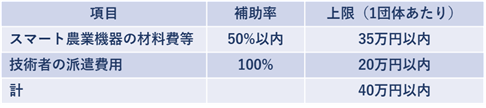 項目 補助率 上限（1団体あたり）
スマート農業機器の材料費等 50%以内 35万円以内
技術者の派遣費用 100% 20万円以内
計 40万円以内